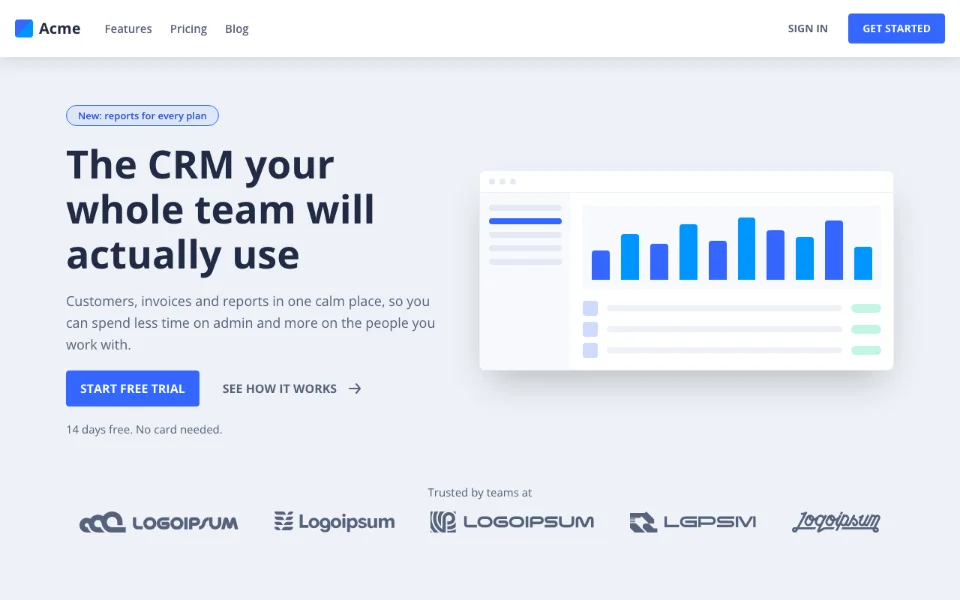 Acme
Features
Pricing
Blog
SIGN IN
GET STARTED
New: reports for every plan
The CRM your
whole team will
actually use
Customers, invoices and reports in one calm place, so you
can spend less time on admin and more on the people you
work with.
START FREE TRIAL
SEE HOW IT WORKS
14 days free. No card needed.
Trusted by teams at
LOGOIPSUM
Logoipsum
LOGOIPSUM
LGPSM
logoipsum